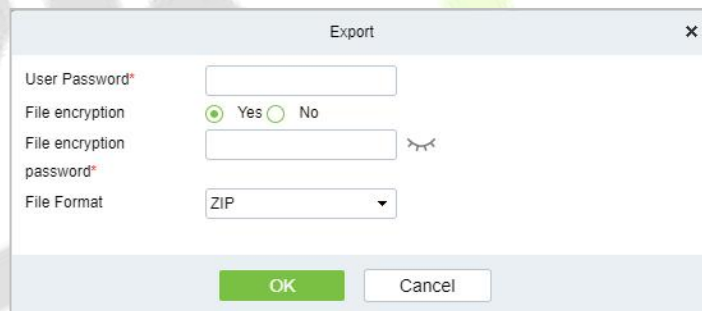 Export
User Password*
File encryption Yes No
File encryption
password*
File Format ZIP
OK Cancel